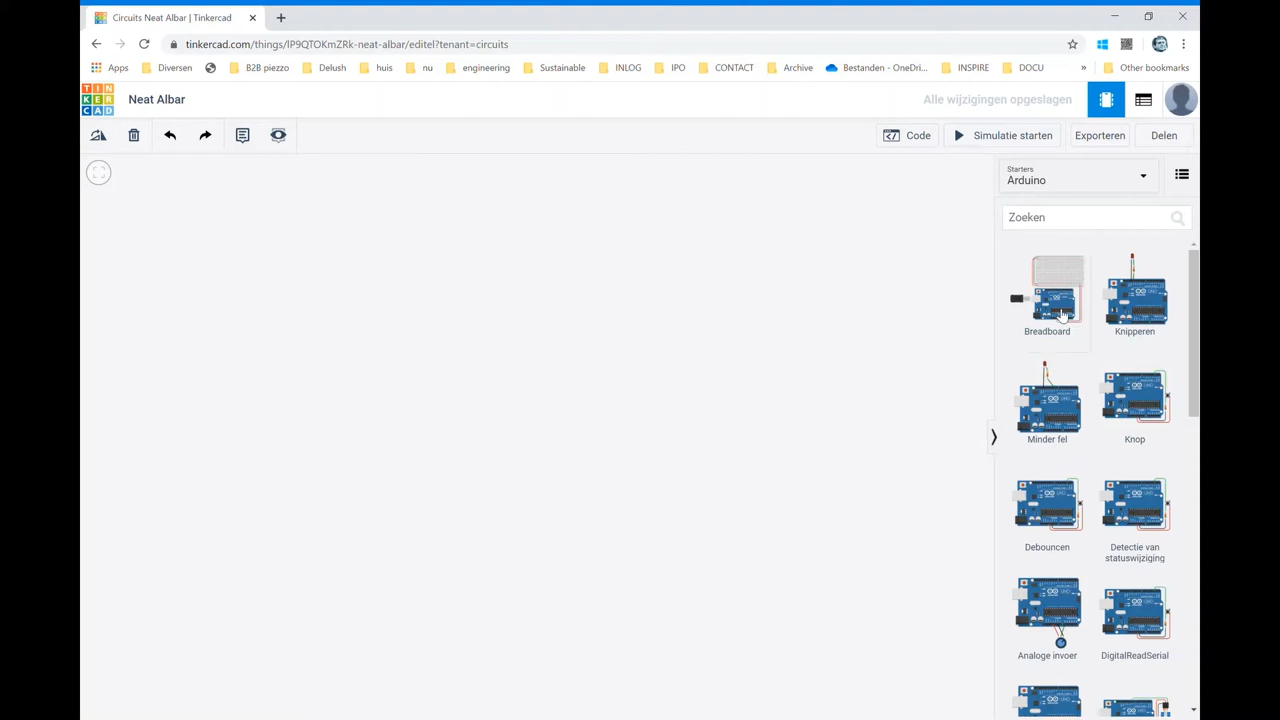 Circuits Neat Albar | Tinkercad
tinkercad.com/things/IP9QTOKmZRk-neat-albar/editel?tenant=circuits
Apps Diversen B2B piezzo Delush huis nu engineering Sustainable INLOG IPO CONTACT Archive Bestanden — OneDri... INSPIRE DOCU » Other bookmarks
TIN
KER
CAD
Neat Albar
Alle wijzigingen opgeslagen
Code Simulatie starten Exporteren Delen
Starters
Arduino
Zoeken
Breadboard Knipperen
Minder fel Knop
Debouncen Detectie van
statuswijziging
Analoge invoer DigitalReadSerial